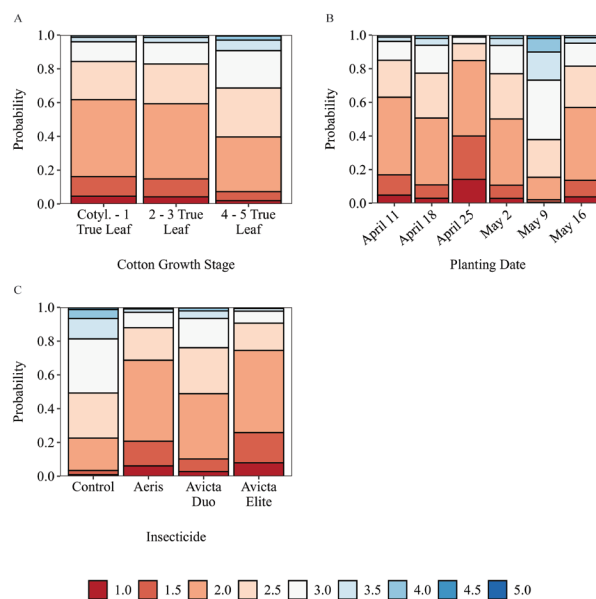 A
Probability
1.0
0.8
0.6
0.4
0.2
0.0
Cotyl. - 1
True Leaf
2 - 3 True
Leaf
4 - 5 True
Leaf
Cotton Growth Stage
B
Probability
1.0
0.8
0.6
0.4
0.2
0.0
April 11
April 18
April 25
May 2
May 9
May 16
Planting Date
C
Probability
1.0
0.8
0.6
0.4
0.2
0.0
Control
Aeris
Avicta
Duo
Avicta
Elite
Insecticide
1.0 1.5 2.0 2.5 3.0 3.5 4.0 4.5 5.0